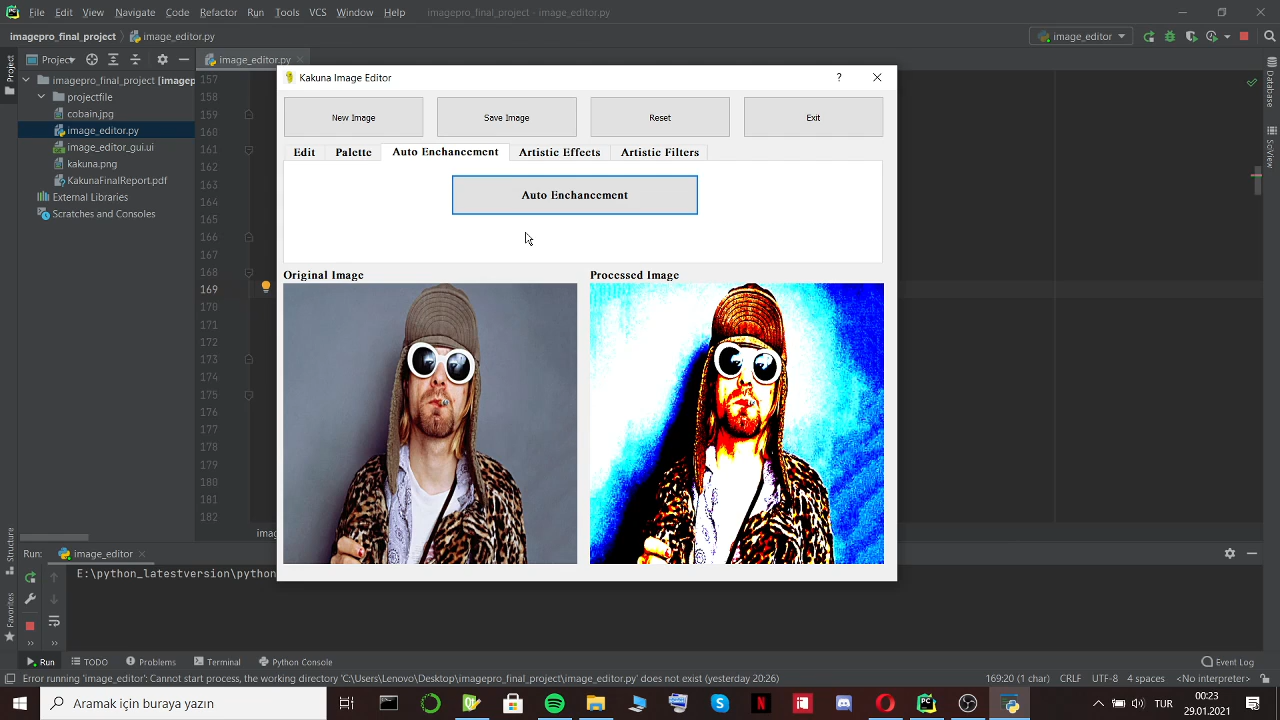 File Edit View Navigate Code Refactor Run Tools VCS Window Help imagepro_final_project - image_editor.py
imagepro_final_project image_editor.py image_editor
Project image_editor.py
Project
Kakuna Image Editor ?
imagepro_final_project [imagep
projectfile
cobain.jpg
image_editor.py
image_editor_gui.ui
kakuna.png
KakunaFinalReport.pdf
External Libraries
Scratches and Consoles
157
158
159
160
161
162
163
164
165
166
167
168
169
170
171
172
173
174
175
176
177
178
179
180
181
182
New Image Save Image Reset Exit
Edit Palette Auto Enchancement Artistic Effects Artistic Filters
Auto Enchancement
Original Image Processed Image
Database
SciView
imag
Structure
Favorites
Run: image_editor
E:\python_latestversion\python
Run TODO Problems Terminal Python Console Event Log
Error running 'image_editor': Cannot start process, the working directory 'C:\Users\Lenovo\Desktop\imagepro_final_project\image_editor.py' does not exist (yesterday 20:26) 169:20 (1 char) CRLF UTF-8 4 spaces <No interpreter>
Aramak için buraya yazın TUR 00:23
29.01.2021